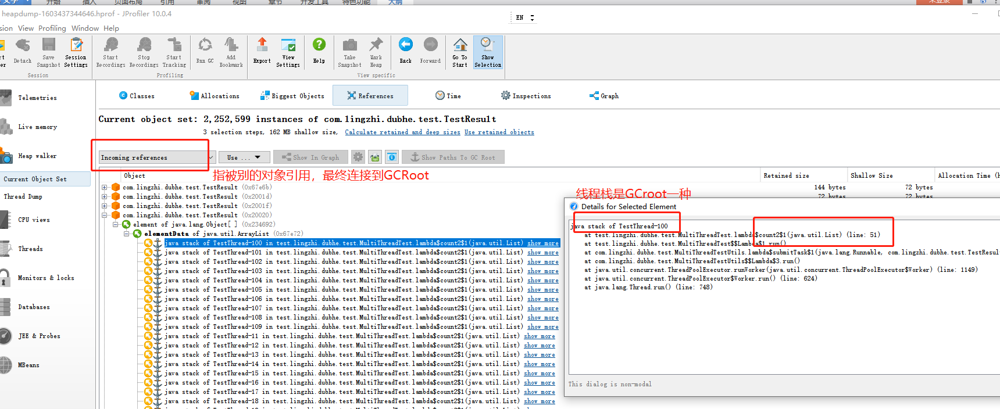 文字
开始
插入
页面布局
引用
审阅
视图
章节
开发工具
特色功能
大纲
未登录
heapdump-1603437344646.hprof - JProfiler 10.0.4
EN
sion View Profiling Window Help
rt
er
Detach
Save
Snapshot
Session
Settings
Start
Recordings
Stop
Recordings
Start
Tracking
Run GC
Add
Bookmark
Export
View
Settings
Help
Take
Snapshot
Mark
Heap
Back
Forward
Go To
Start
Show
Selection
Session
Profiling
View specific
Telemetries
Live memory
Heap walker
Current Object Set
Thread Dump
CPU views
Threads
Monitors & locks
Databases
JEE & Probes
MBeans
Classes
Allocations
Biggest Objects
References
Time
Inspections
Graph
Current object set: 2,252,599 instances of com.lingzhi.dubhe.test.TestResult
3 selection steps, 162 MB shallow size, Calculate retained and deep sizes Use retained objects
Incoming references
Use ...
Show In Graph
Show Paths To GC Root
指被别的对象引用，最终连接到GCRoot
Object
Retained size
Shallow Size
Allocation Time (h
com.lingzhi.dubhe.test.TestResult (0x67e6b)
144 bytes
72 bytes
com.lingzhi.dubhe.test.TestResult (0x2001d)
72 bytes
com.lingzhi.dubhe.test.TestResult (0x2001f)
com.lingzhi.dubhe.test.TestResult (0x20020)
element of java.lang.Object[ ] (0x234692)
elementData of java.util.ArrayList (0x67e72)
java stack of TestThread-100 in test.lingzhi.dubhe.test.MultiThreadTest.lambda$count2$1(java.util.List) show more
java stack of TestThread-101 in test.lingzhi.dubhe.test.MultiThreadTest.lambda$count2$1(java.util.List) show more
java stack of TestThread-102 in test.lingzhi.dubhe.test.MultiThreadTest.lambda$count2$1(java.util.List) show more
java stack of TestThread-103 in test.lingzhi.dubhe.test.MultiThreadTest.lambda$count2$1(java.util.List) show more
java stack of TestThread-104 in test.lingzhi.dubhe.test.MultiThreadTest.lambda$count2$1(java.util.List) show more
java stack of TestThread-105 in test.lingzhi.dubhe.test.MultiThreadTest.lambda$count2$1(java.util.List) show more
java stack of TestThread-106 in test.lingzhi.dubhe.test.MultiThreadTest.lambda$count2$1(java.util.List) show more
java stack of TestThread-107 in test.lingzhi.dubhe.test.MultiThreadTest.lambda$count2$1(java.util.List) show more
java stack of TestThread-108 in test.lingzhi.dubhe.test.MultiThreadTest.lambda$count2$1(java.util.List) show more
java stack of TestThread-109 in test.lingzhi.dubhe.test.MultiThreadTest.lambda$count2$1(java.util.List) show more
java stack of TestThread-11 in test.lingzhi.dubhe.test.MultiThreadTest.lambda$count2$1(java.util.List) show more
java stack of TestThread-12 in test.lingzhi.dubhe.test.MultiThreadTest.lambda$count2$1(java.util.List) show more
java stack of TestThread-13 in test.lingzhi.dubhe.test.MultiThreadTest.lambda$count2$1(java.util.List) show more
java stack of TestThread-14 in test.lingzhi.dubhe.test.MultiThreadTest.lambda$count2$1(java.util.List) show more
java stack of TestThread-15 in test.lingzhi.dubhe.test.MultiThreadTest.lambda$count2$1(java.util.List) show more
java stack of TestThread-16 in test.lingzhi.dubhe.test.MultiThreadTest.lambda$count2$1(java.util.List) show more
java stack of TestThread-17 in test.lingzhi.dubhe.test.MultiThreadTest.lambda$count2$1(java.util.List) show more
java stack of TestThread-18 in test.lingzhi.dubhe.test.MultiThreadTest.lambda$count2$1(java.util.List) show more
线程栈是GCroot一种
Details for Selected Element
java stack of TestThread-100
at test.lingzhi.dubhe.test.MultiThreadTest.lambda$count2$1(java.util.List) (line: 51)
at test.lingzhi.dubhe.test.MultiThreadTest$$Lambda$1.run()
at com.lingzhi.dubhe.test.MultiThreadTestUtils.lambda$submitTask$1(java.lang.Runnable, com.lingzhi.dubhe.test.TestResul
at com.lingzhi.dubhe.test.MultiThreadTestUtils$$Lambda$3.run()
at java.util.concurrent.ThreadPoolExecutor.runWorker(java.util.concurrent.ThreadPoolExecutor$Worker) (line: 1149)
at java.util.concurrent.ThreadPoolExecutor$Worker.run() (line: 624)
at java.lang.Thread.run() (line: 748)
This dialog is non-modal